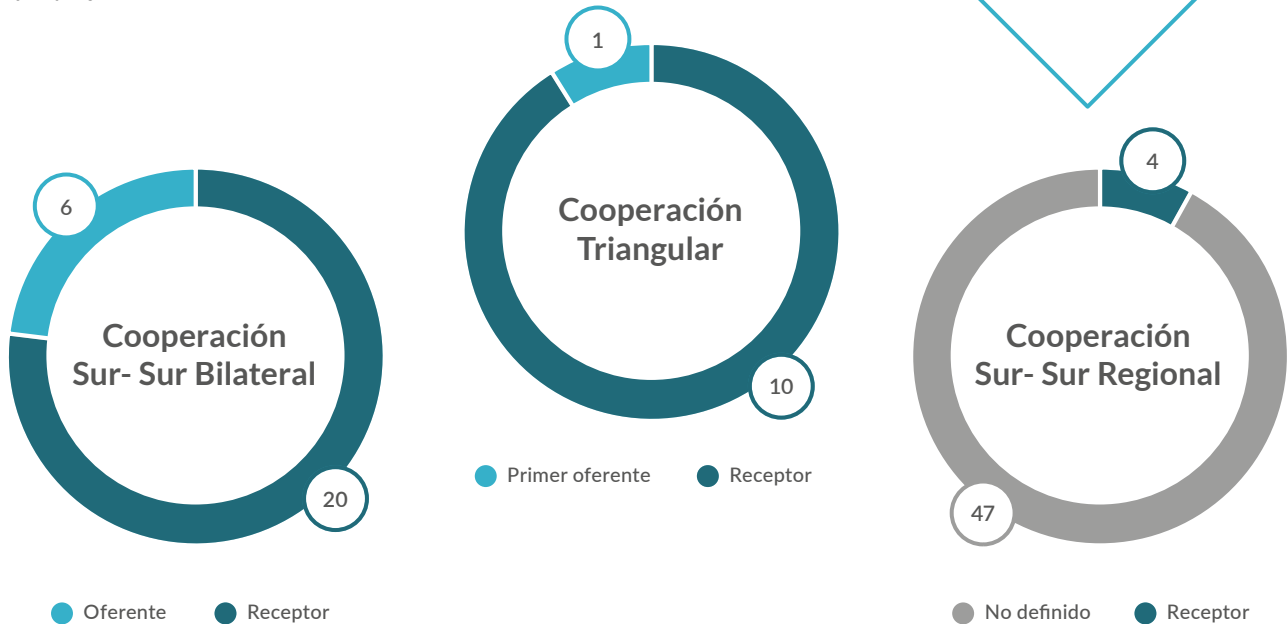 6
Cooperación
Sur- Sur Bilateral
20
Oferente
Receptor
1
Cooperación
Triangular
10
Primer oferente
Receptor
4
Cooperación
Sur- Sur Regional
47
No definido
Receptor